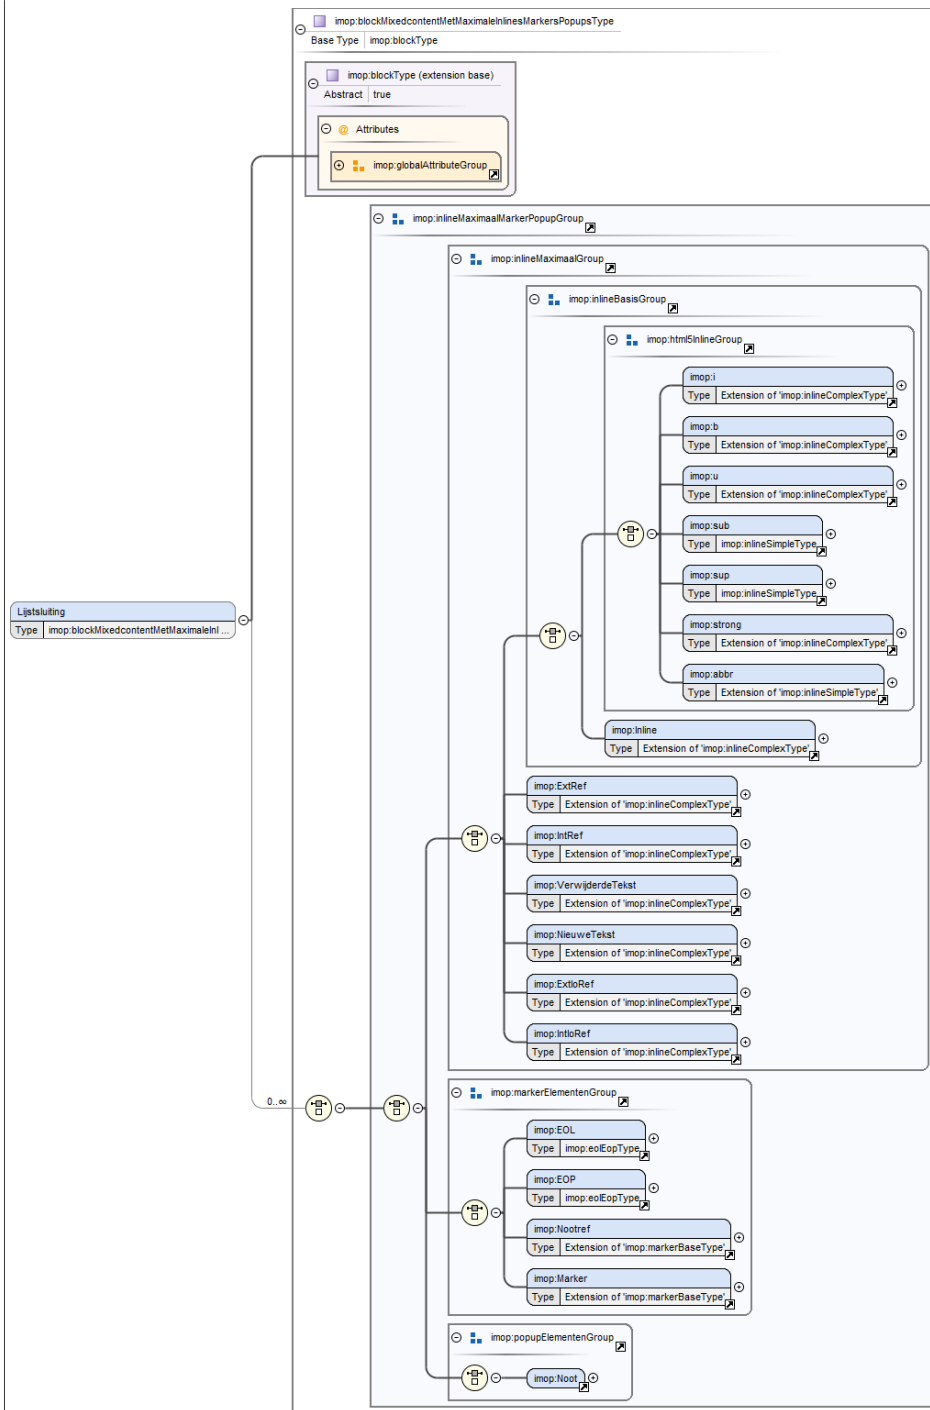 imop:blockMixedcontentMetMaximaleInlinesMarkersPopupsType
Base Type imop:blockType
imop:blockType (extension base)
Abstract true
@ Attributes
imop:globalAttributeGroup
imop:inlineMaximaalMarkerPopupGroup
imop:inlineMaximaalGroup
imop:inlineBasisGroup
imop:html5InlineGroup
imop:i
Type Extension of 'imop:inlineComplexType'
imop:b
Type Extension of 'imop:inlineComplexType'
imop:u
Type Extension of 'imop:inlineComplexType'
imop:sub
Type imop:inlineSimpleType
imop:sup
Type imop:inlineSimpleType
imop:strong
Type Extension of 'imop:inlineComplexType'
imop:abbr
Type Extension of 'imop:inlineSimpleType'
Lijstsluiting
Type imop:blockMixedcontentMetMaximaleInl ...
imop:Inline
Type Extension of 'imop:inlineComplexType'
imop:ExtRef
Type Extension of 'imop:inlineComplexType'
imop:IntRef
Type Extension of 'imop:inlineComplexType'
imop:VerwijderdeTekst
Type Extension of 'imop:inlineComplexType'
imop:NieuweTekst
Type Extension of 'imop:inlineComplexType'
imop:ExtIoRef
Type Extension of 'imop:inlineComplexType'
imop:IntIoRef
Type Extension of 'imop:inlineComplexType'
0..∞
imop:markerElementenGroup
imop:EOL
Type imop:eolEopType
imop:EOP
Type imop:eolEopType
imop:Nootref
Type Extension of 'imop:markerBaseType'
imop:Marker
Type Extension of 'imop:markerBaseType'
imop:popupElementenGroup
imop:Noot